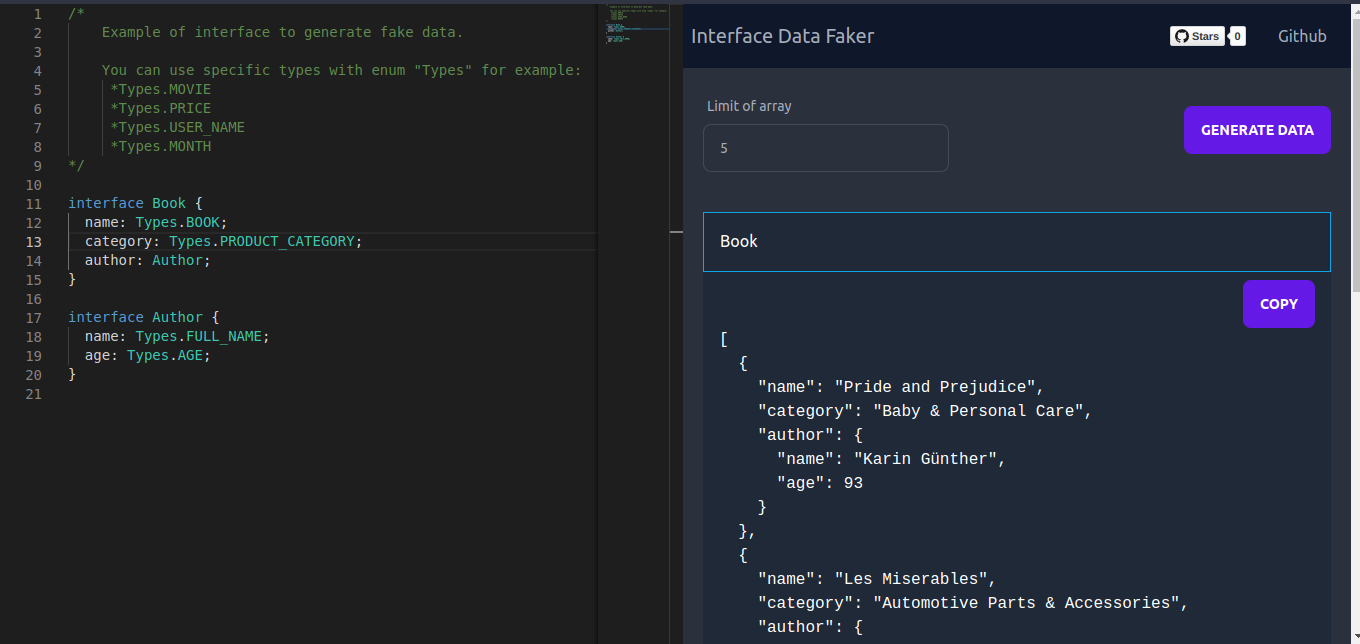 1 /*
2 Example of interface to generate fake data.
3
4 You can use specific types with enum "Types" for example:
5 *Types.MOVIE
6 *Types.PRICE
7 *Types.USER_NAME
8 *Types.MONTH
9 */
10
11 interface Book {
12 name: Types.BOOK;
13 category: Types.PRODUCT_CATEGORY;
14 author: Author;
15 }
16
17 interface Author {
18 name: Types.FULL_NAME;
19 age: Types.AGE;
20 }
21
Interface Data Faker
Stars 0
Github
Limit of array
5
GENERATE DATA
Book
COPY
[
{
"name": "Pride and Prejudice",
"category": "Baby & Personal Care",
"author": {
"name": "Karin Günther",
"age": 93
}
},
{
"name": "Les Miserables",
"category": "Automotive Parts & Accessories",
"author": {